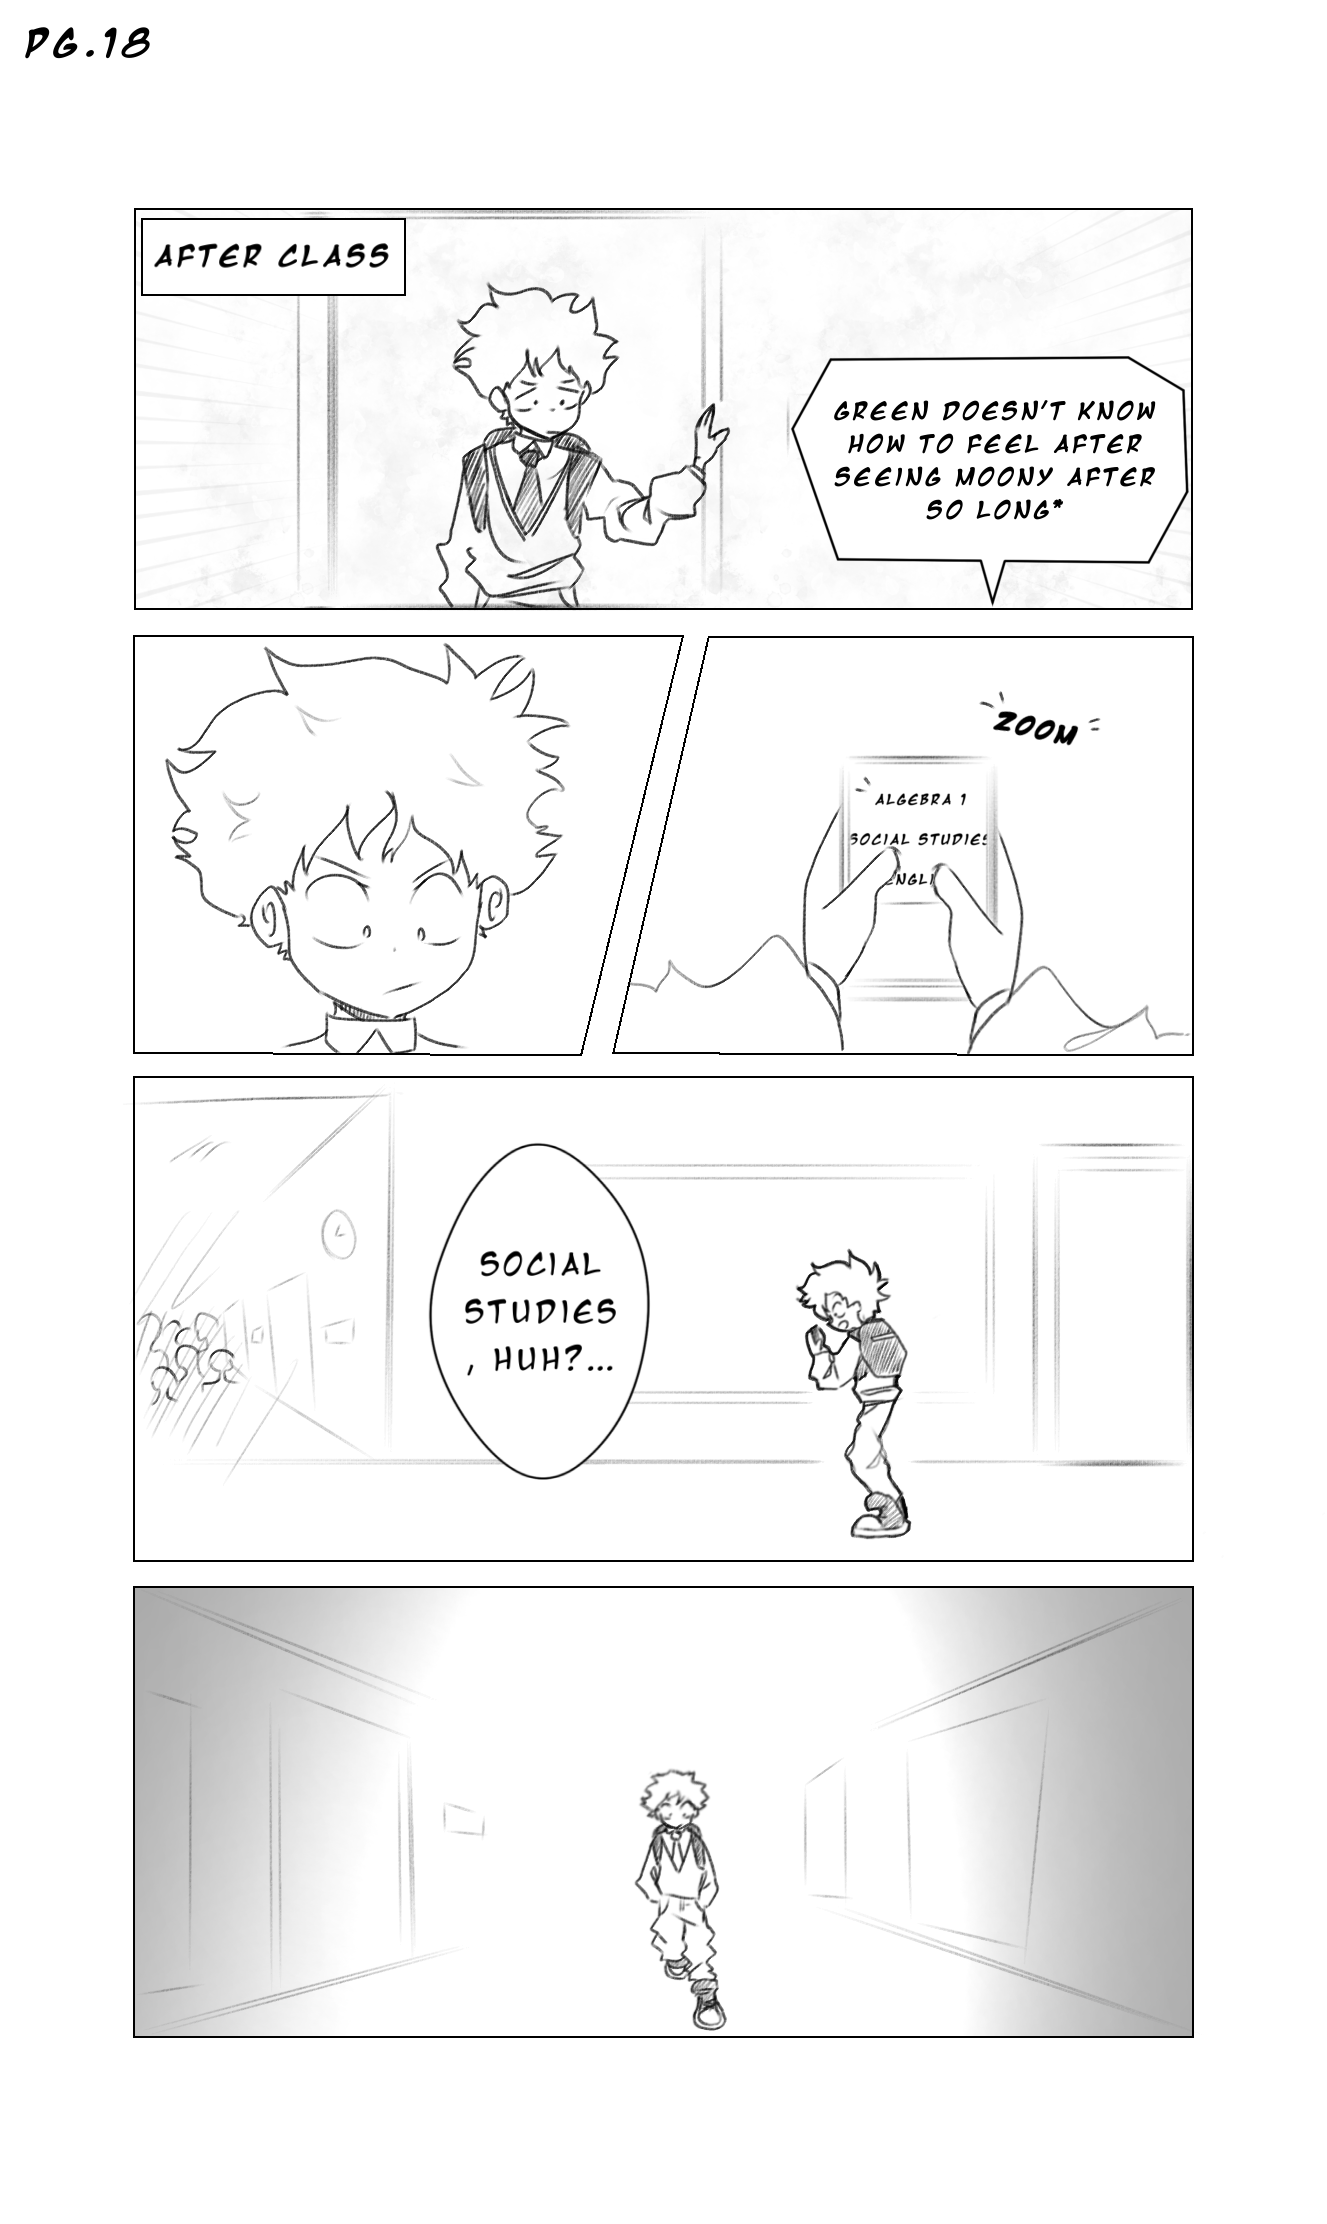 PG.18
AFTER CLASS
GREEN DOESN'T KNOW
HOW TO FEEL AFTER
SEEING MOONY AFTER
SO LONG*
ZOOM
ALGEBRA 1
SOCIAL STUDIES
ENGLI
SOCIAL
STUDIES
, HUH?...